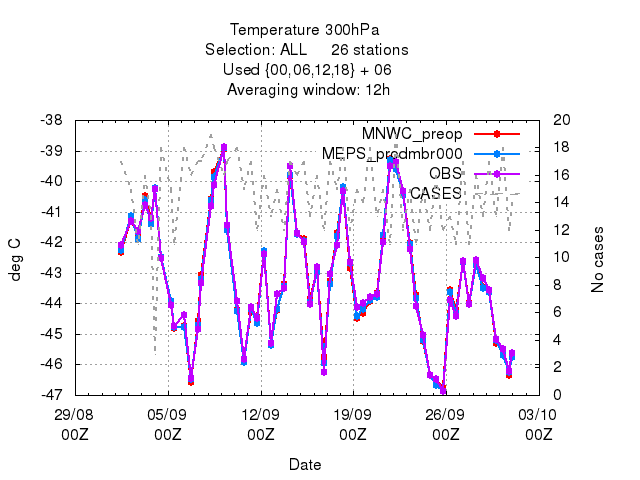 Temperature 300hPa
Selection: ALL 26 stations
Used {00,06,12,18} + 06
Averaging window: 12h
-38 20
MNWC_preop
-39 18
MEPS_prodmbr000
-40 16
OBS
CASES
-41 14
-42 12
deg C
No cases
-43 10
8
-44
6
-45
4
-46
2
-47 0
29/08 05/09 12/09 19/09 26/09 03/10
00Z 00Z 00Z 00Z 00Z 00Z
Date